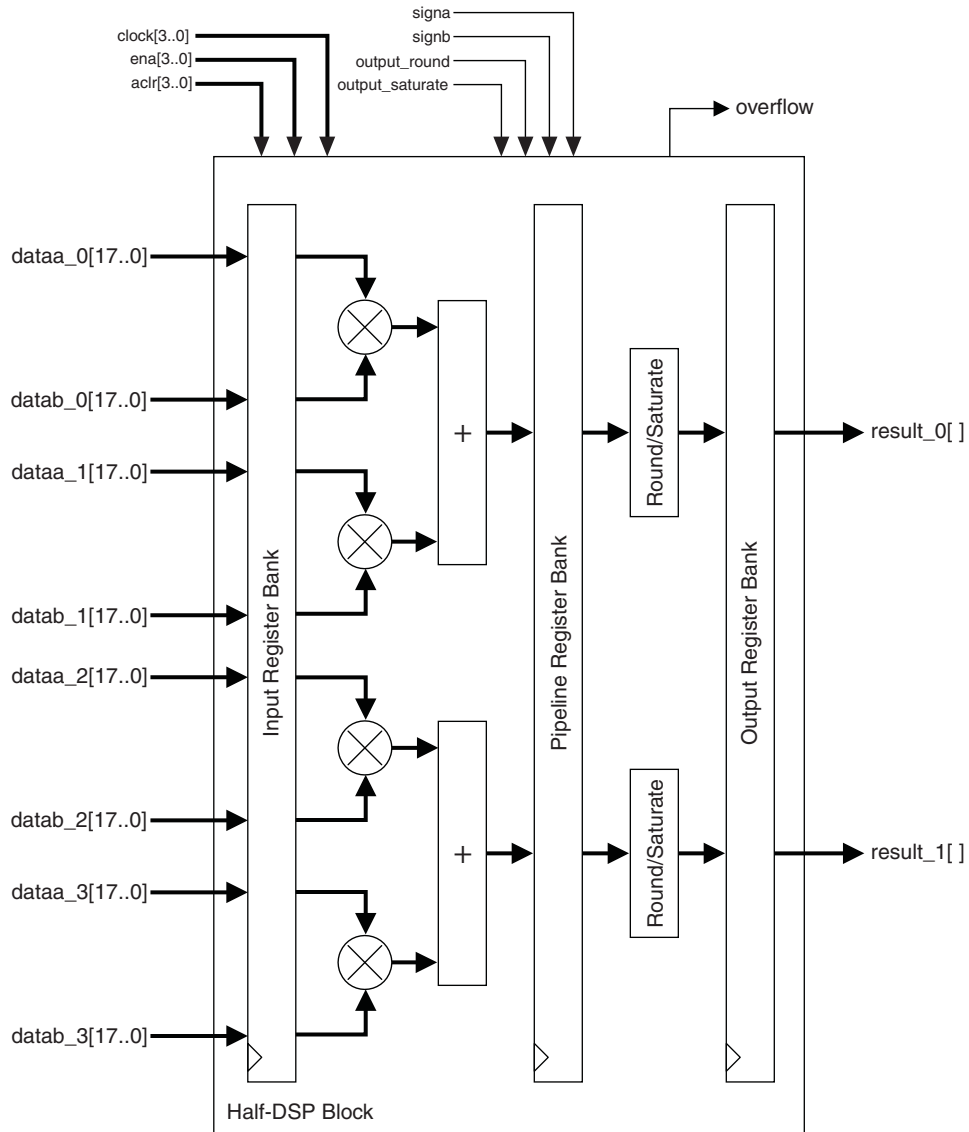 clock[3..0]
ena[3..0]
aclr[3..0]
signa
signb
output_round
output_saturate
overflow
dataa_0[17..0]
datab_0[17..0]
dataa_1[17..0]
datab_1[17..0]
dataa_2[17..0]
datab_2[17..0]
dataa_3[17..0]
datab_3[17..0]
Input Register Bank
+
+
Pipeline Register Bank
Round/Saturate
Round/Saturate
Output Register Bank
result_0[ ]
result_1[ ]
Half-DSP Block